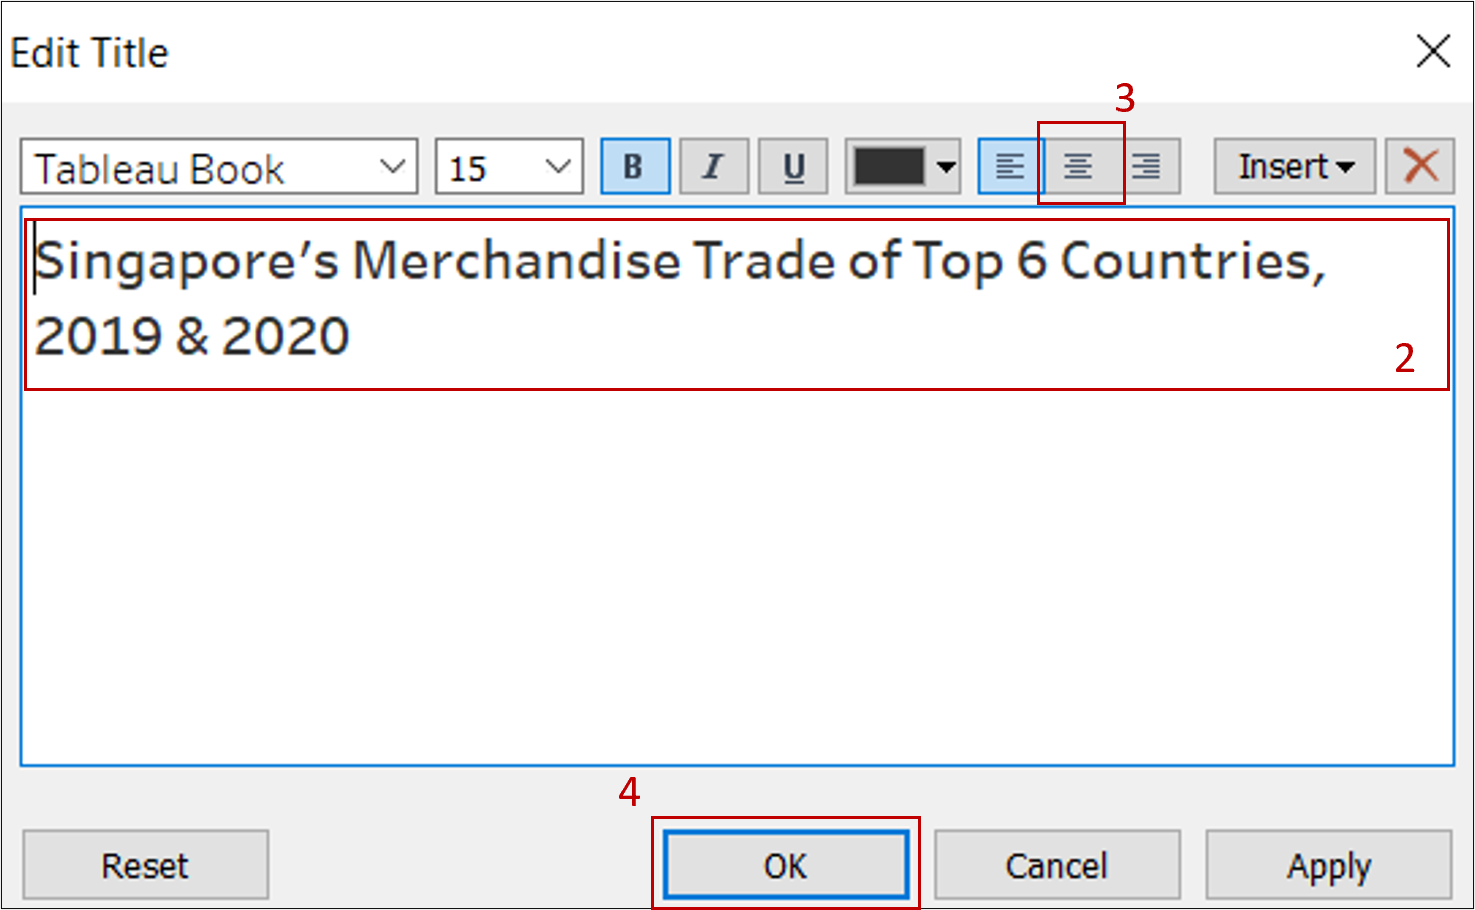 Edit Title
3
Tableau Book 15 B I U Insert
Singapore’s Merchandise Trade of Top 6 Countries,
2019 & 2020
2
4
Reset OK Cancel Apply